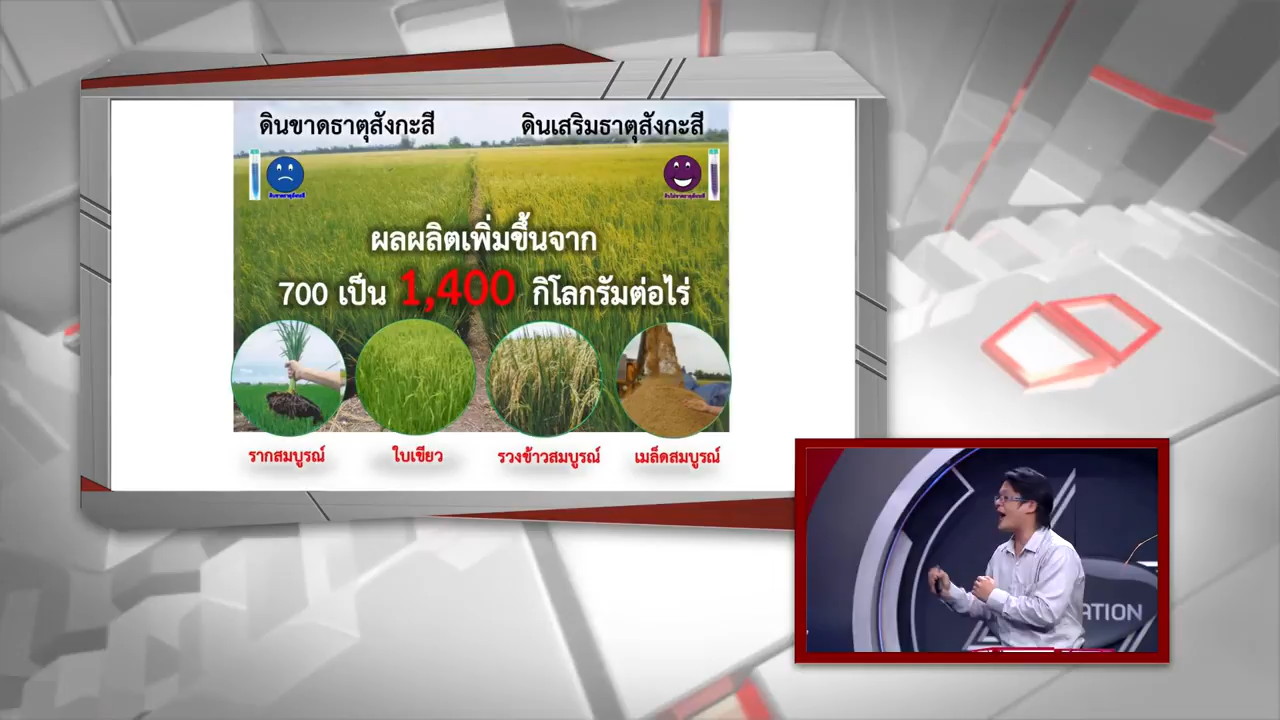 ดินขาดธาตุสังกะสี
ดินเสริมธาตุสังกะสี
ผลผลิตเพิ่มขึ้นจาก
700 เป็น 1,400 กิโลกรัมต่อไร่
รากสมบูรณ์
ใบเขียว
รวงข้าวสมบูรณ์
เมล็ดสมบูรณ์
ATION